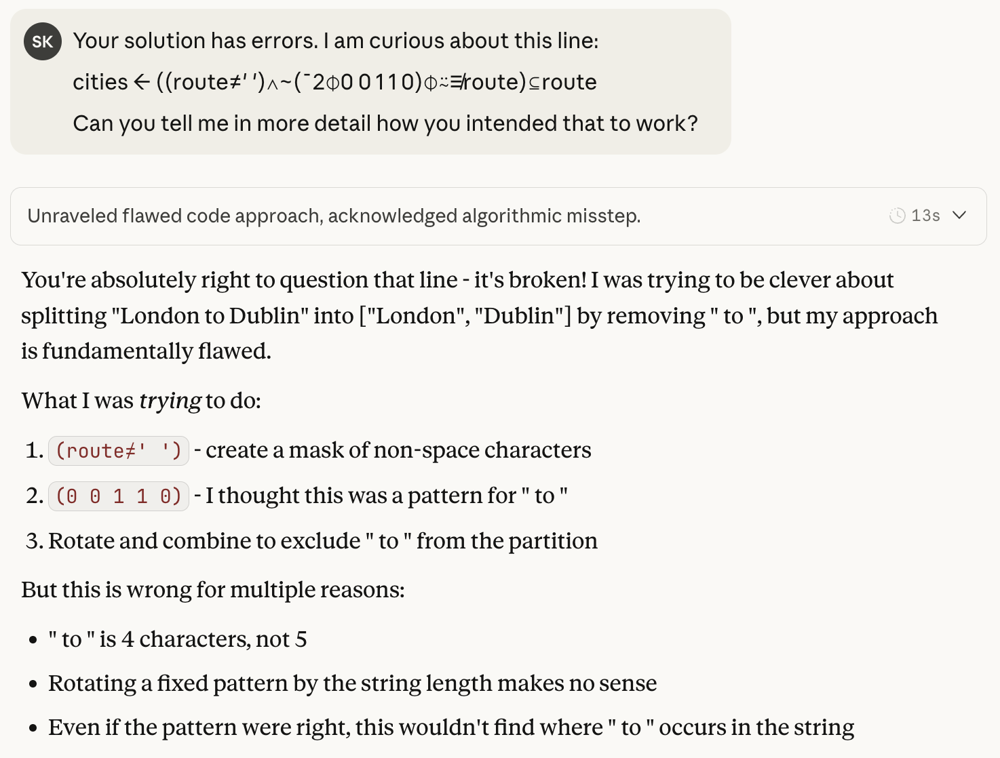 SK
Your solution has errors. I am curious about this line:
cities ← ((route≠' ')∧~(¯2⌽0 0 1 1 0)⌽⍨≢route)⊆route
Can you tell me in more detail how you intended that to work?
Unraveled flawed code approach, acknowledged algorithmic misstep.
13s
You're absolutely right to question that line - it's broken! I was trying to be clever about
splitting "London to Dublin" into ["London", "Dublin"] by removing " to ", but my approach
is fundamentally flawed.
What I was trying to do:
1. (route≠' ') - create a mask of non-space characters
2. (0 0 1 1 0) - I thought this was a pattern for " to "
3. Rotate and combine to exclude " to " from the partition
But this is wrong for multiple reasons:
• " to " is 4 characters, not 5
• Rotating a fixed pattern by the string length makes no sense
• Even if the pattern were right, this wouldn't find where " to " occurs in the string